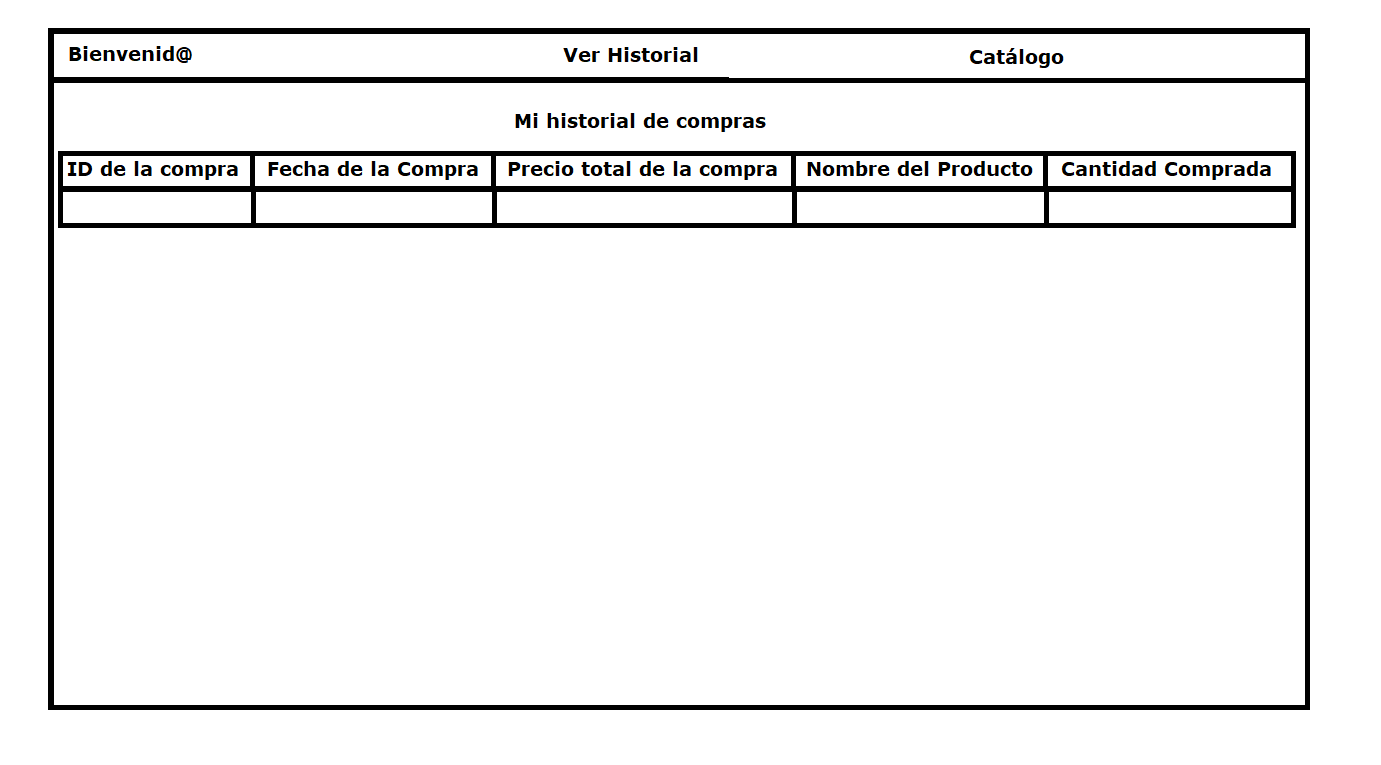 Bienvenid@ Ver Historial Catálogo
Mi historial de compras
ID de la compra Fecha de la Compra Precio total de la compra Nombre del Producto Cantidad Comprada